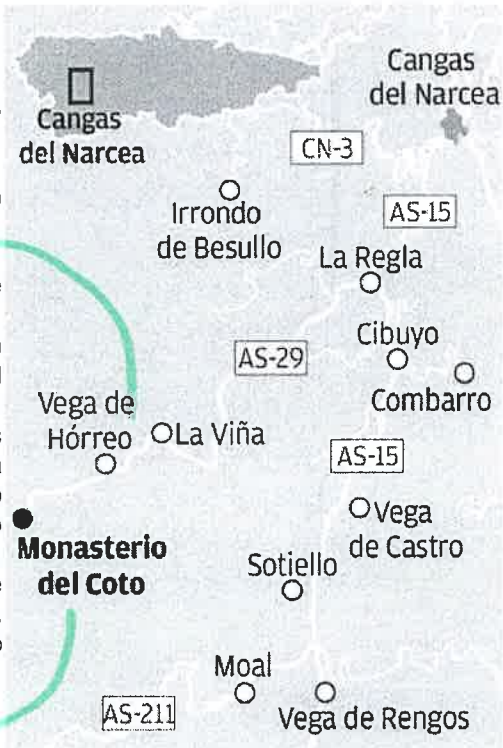 Cangas
del Narcea
Cangas
del Narcea
CN-3
Irrondo
de Besullo
AS-15
La Regla
Cibuyo
AS-29
Combarro
Vega de
Hórreo
La Viña
AS-15
Vega
de Castro
Monasterio
del Coto
Sotiello
Moal
AS-211
Vega de Rengos